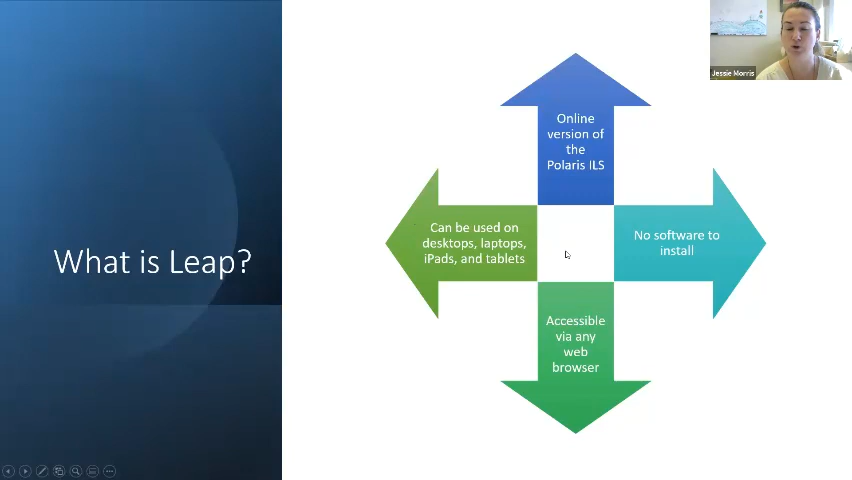 Jessie Morris
What is Leap?
Online
version of
the
Polaris ILS
Can be used on
desktops, laptops,
iPads, and tablets
No software to
install
Accessible
via any
web
browser